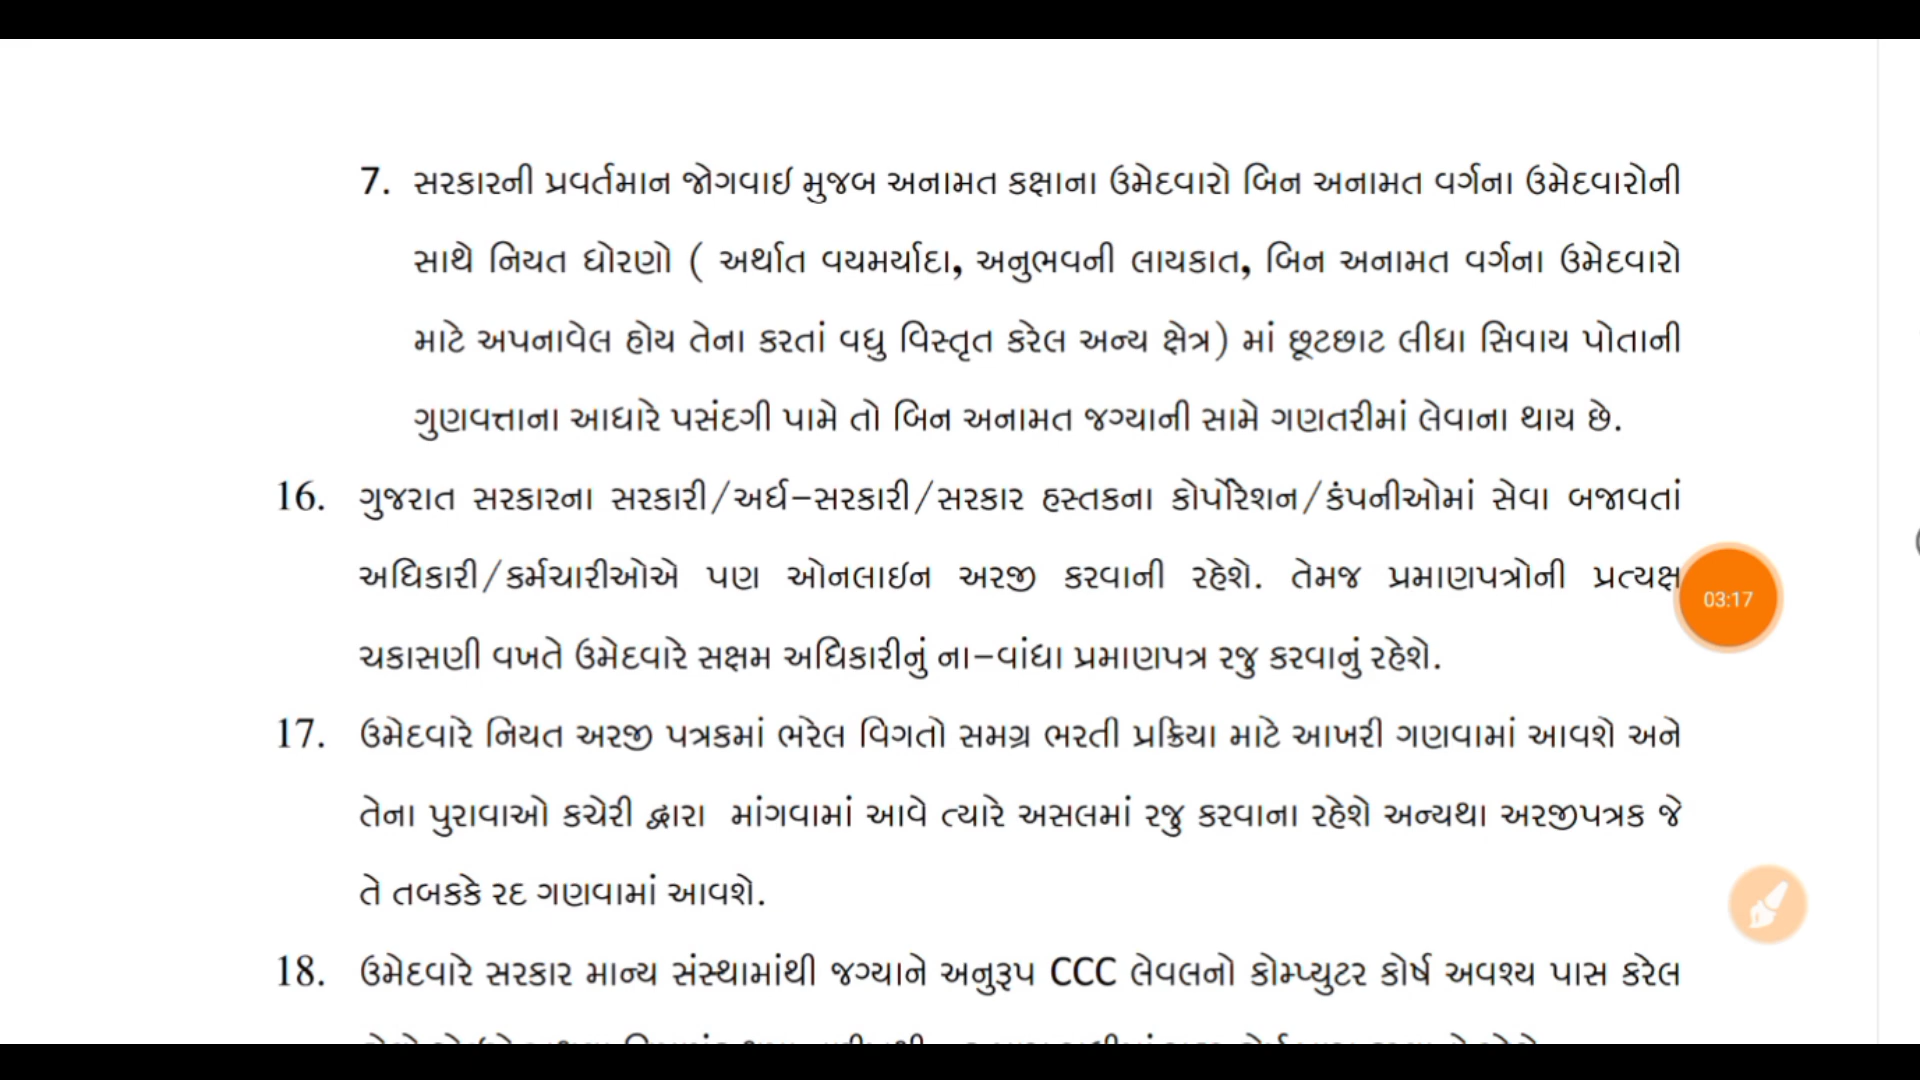 7. સરકારની પ્રવર્તમાન જોગવાઈ મુજબ અનામત કક્ષાના ઉમેદવારો બિન અનામત વર્ગના ઉમેદવારોની
સાથે નિયત ધોરણો ( અર્થાત વયમર્યાદા, અનુભવની લાયકાત, બિન અનામત વર્ગના ઉમેદવારો
માટે અપનાવેલ હોય તેના કરતાં વધુ વિસ્તૃત કરેલ અન્ય ક્ષેત્ર) માં છૂટછાટ લીધા સિવાય પોતાની
ગુણવત્તાના આધારે પસંદગી પામે તો બિન અનામત જગ્યાની સામે ગણતરીમાં લેવાના થાય છે.
16. ગુજરાત સરકારના સરકારી/અર્ધ-સરકારી/સરકાર હસ્તકના કોર્પોરેશન/કંપનીઓમાં સેવા બજાવતાં
અધિકારી/કર્મચારીઓએ પણ ઓનલાઈન અરજી કરવાની રહેશે. તેમજ પ્રમાણપત્રોની પ્રત્યક્ષ
03:17
ચકાસણી વખતે ઉમેદવારે સક્ષમ અધિકારીનું ના-વાંધા પ્રમાણપત્ર રજુ કરવાનું રહેશે.
17. ઉમેદવારે નિયત અરજી પત્રકમાં ભરેલ વિગતો સમગ્ર ભરતી પ્રક્રિયા માટે આખરી ગણવામાં આવશે અને
તેના પુરાવાઓ કચેરી દ્વારા માંગવામાં આવે ત્યારે અસલમાં રજુ કરવાના રહેશે અન્યથા અરજીપત્રક જે
તે તબકકે રદ ગણવામાં આવશે.
18. ઉમેદવારે સરકાર માન્ય સંસ્થામાંથી જગ્યાને અનુરૂપ CCC લેવલનો કોમ્પ્યુટર કોર્ષ અવશ્ય પાસ કરેલ